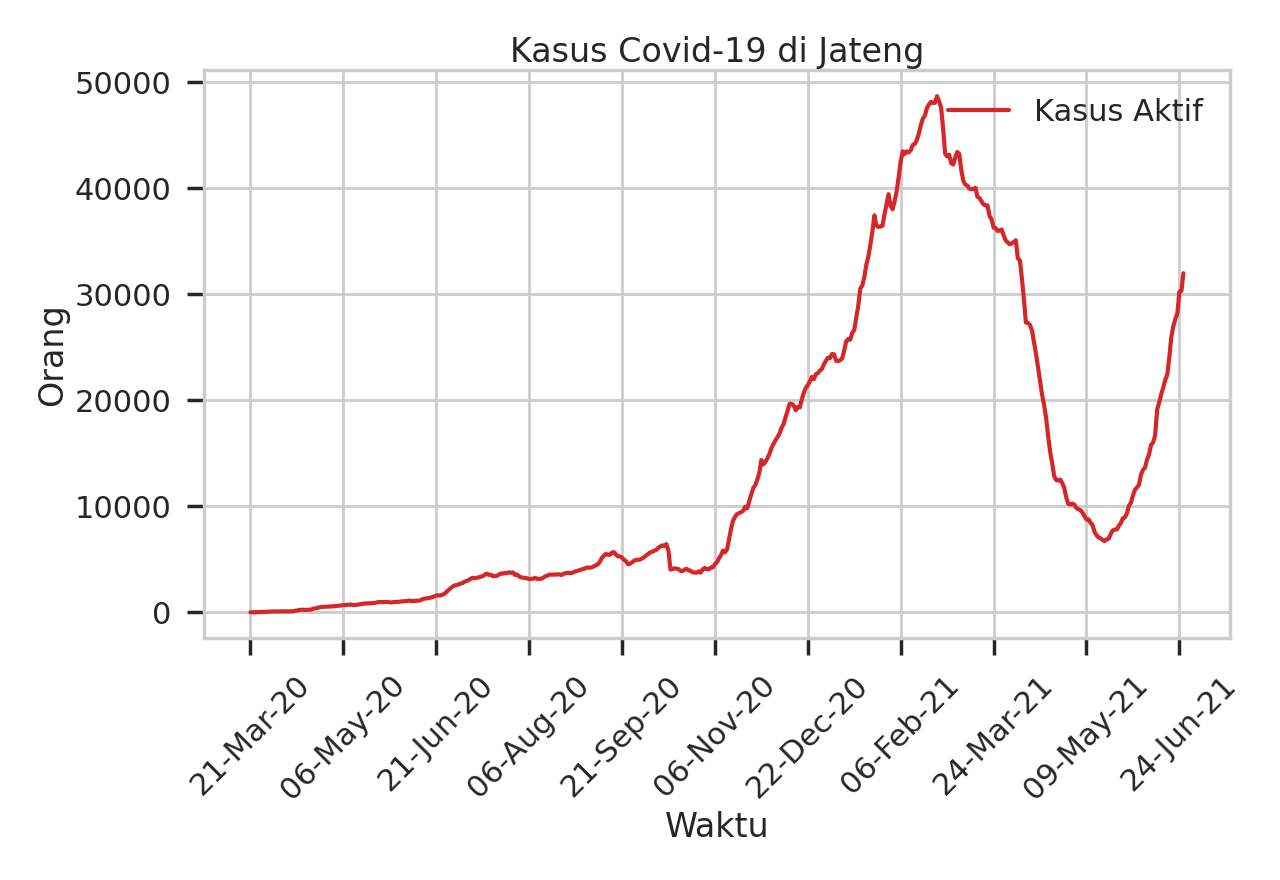 Kasus Covid-19 di Jateng
50000
40000
30000
20000
10000
0
Orang
Kasus Aktif
21-Mar-20
06-May-20
21-Jun-20
06-Aug-20
21-Sep-20
06-Nov-20
22-Dec-20
06-Feb-21
24-Mar-21
09-May-21
24-Jun-21
Waktu